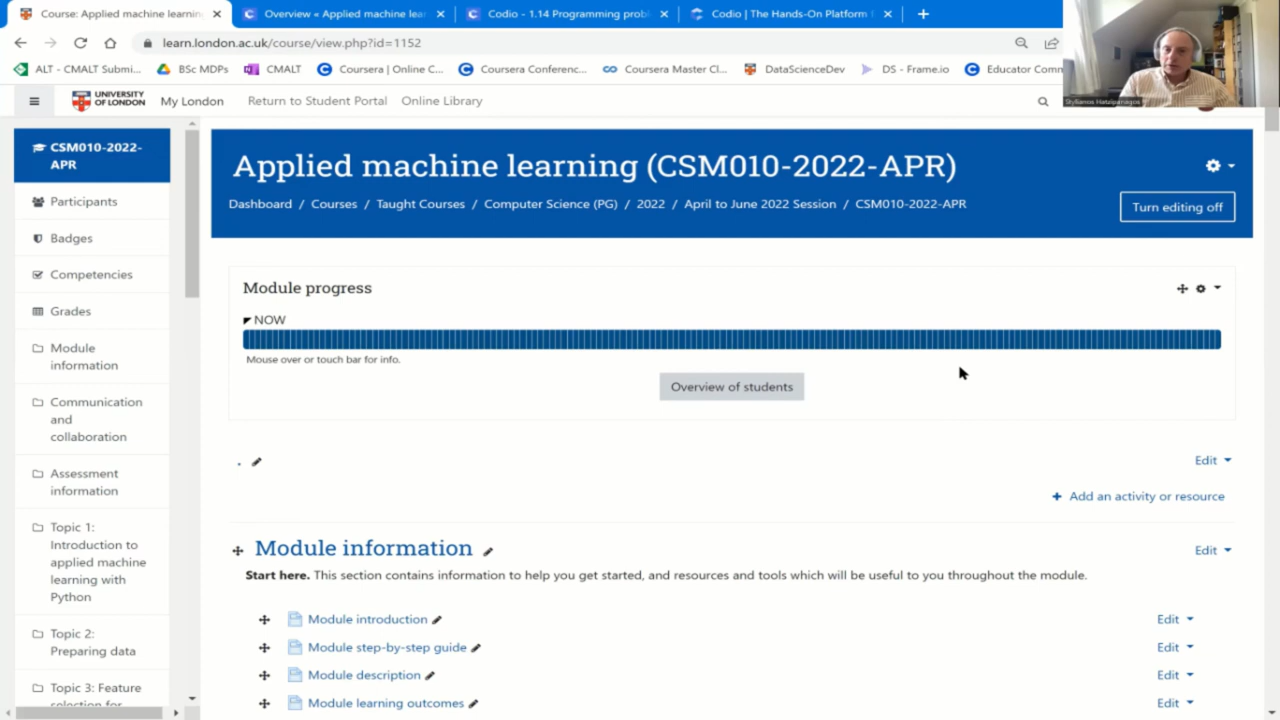 Course: Applied machine learning
Overview « Applied machine lear
Codio - 1.14 Programming prob
Codio | The Hands-On Platform f
learn.london.ac.uk/course/view.php?id=1152
ALT - CMALT Submi...
BSc MDPs
CMALT
Coursera | Online C...
Coursera Conferenc...
Coursera Master Cl...
DataScienceDev
DS - Frame.io
Educator Comm
Stylianos Hatzipanagos
UNIVERSITY OF LONDON
My London
Return to Student Portal
Online Library
CSM010-2022-
APR
Participants
Badges
Competencies
Grades
Module
information
Communication
and
collaboration
Assessment
information
Topic 1:
Introduction to
applied machine
learning with
Python
Topic 2:
Preparing data
Topic 3: Feature
selection for
Applied machine learning (CSM010-2022-APR)
Dashboard / Courses / Taught Courses / Computer Science (PG) / 2022 / April to June 2022 Session / CSM010-2022-APR
Turn editing off
Module progress
NOW
Mouse over or touch bar for info.
Overview of students
.
Edit
+ Add an activity or resource
Module information
Edit
Start here. This section contains information to help you get started, and resources and tools which will be useful to you throughout the module.
Module introduction
Edit
Module step-by-step guide
Edit
Module description
Edit
Module learning outcomes
Edit